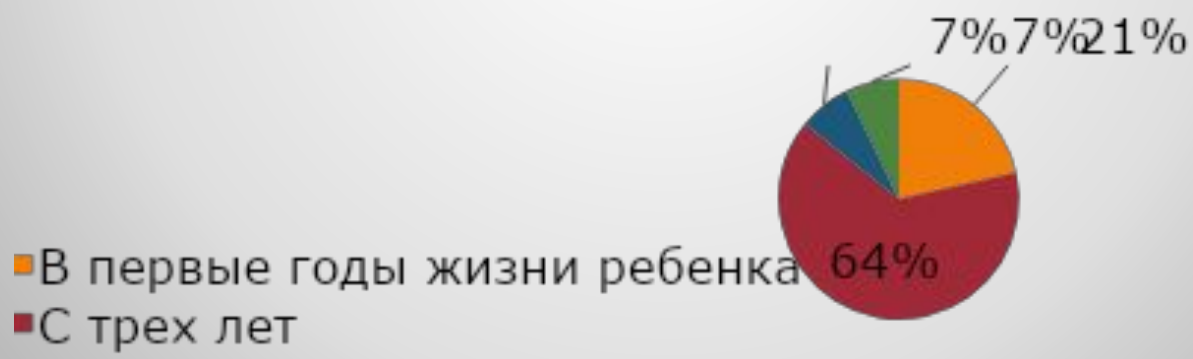 7%7%21%
64%
В первые годы жизни ребенка
С трех лет